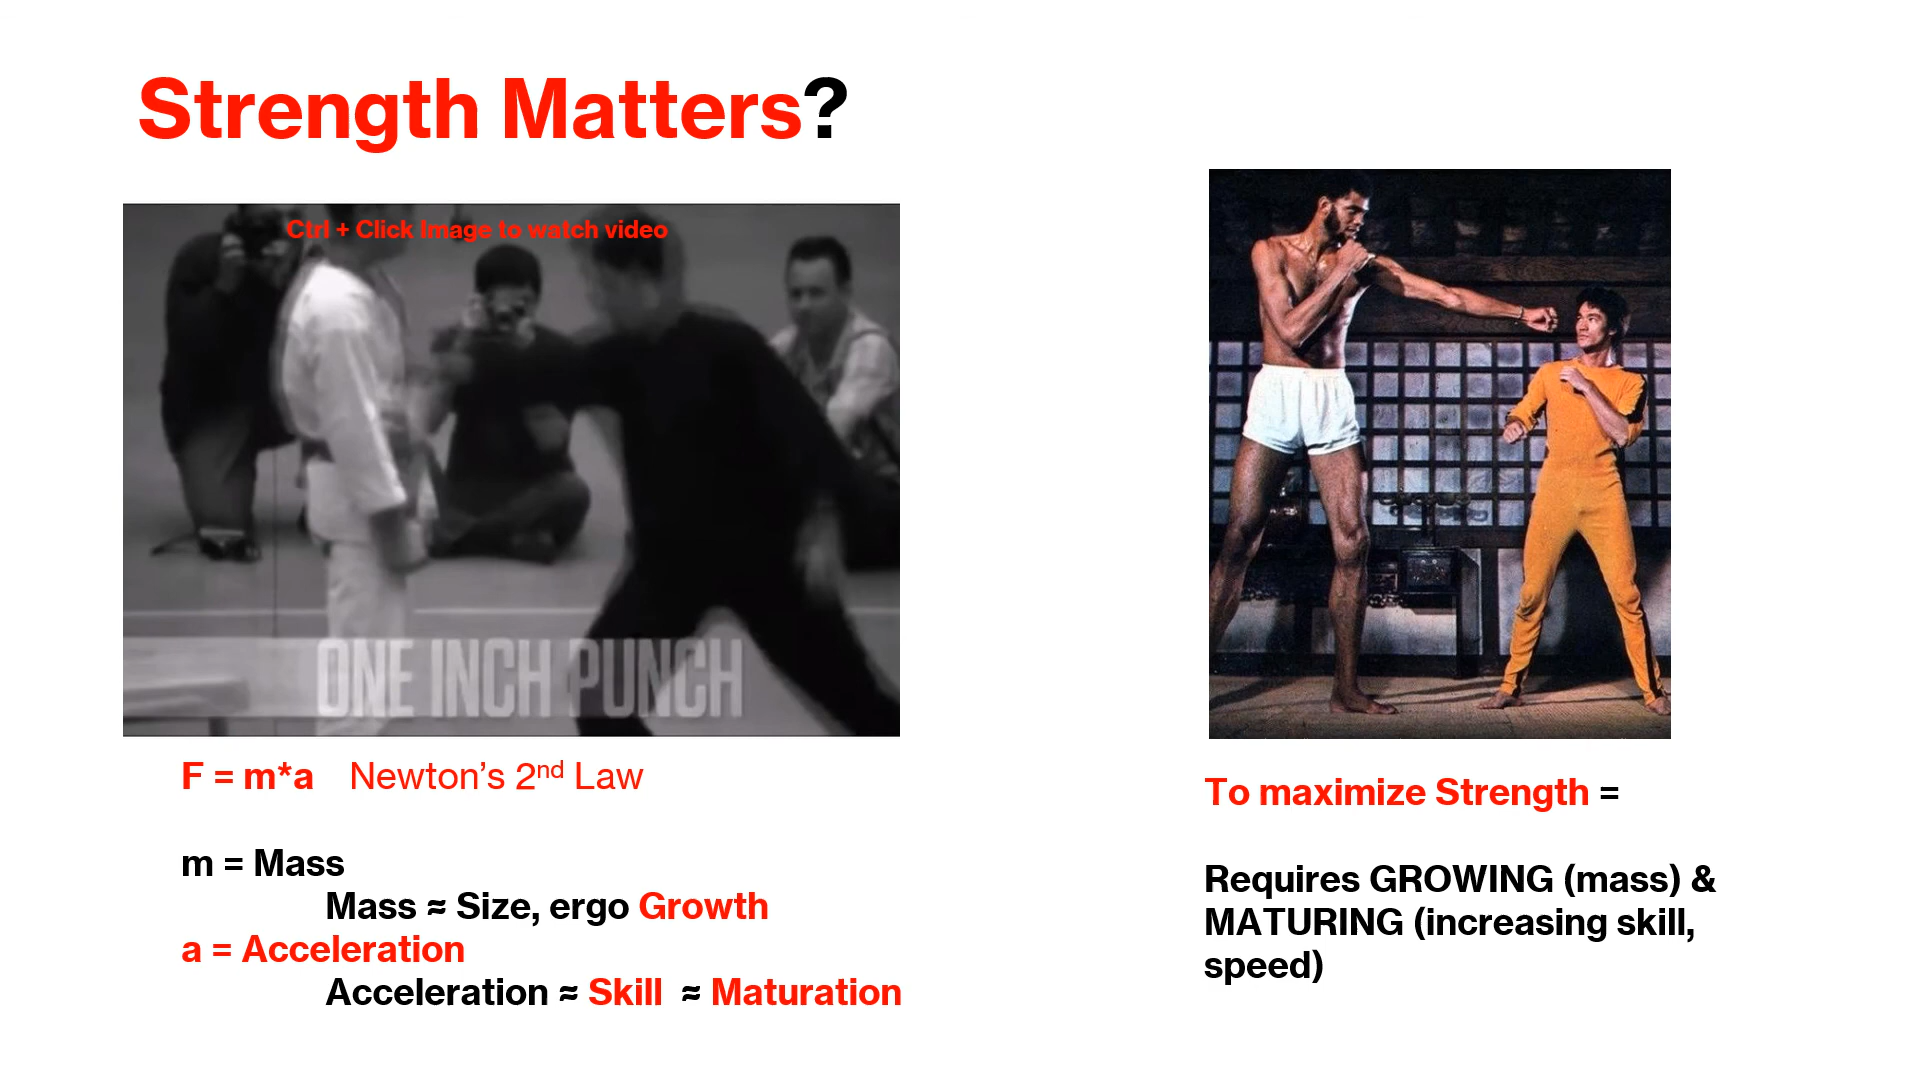 Strength Matters?
Ctrl + Click Image to watch video
ONE INCH PUNCH
F = m*a Newton’s 2nd Law
m = Mass
Mass ≈ Size, ergo Growth
a = Acceleration
Acceleration ≈ Skill ≈ Maturation
To maximize Strength =
Requires GROWING (mass) &
MATURING (increasing skill,
speed)